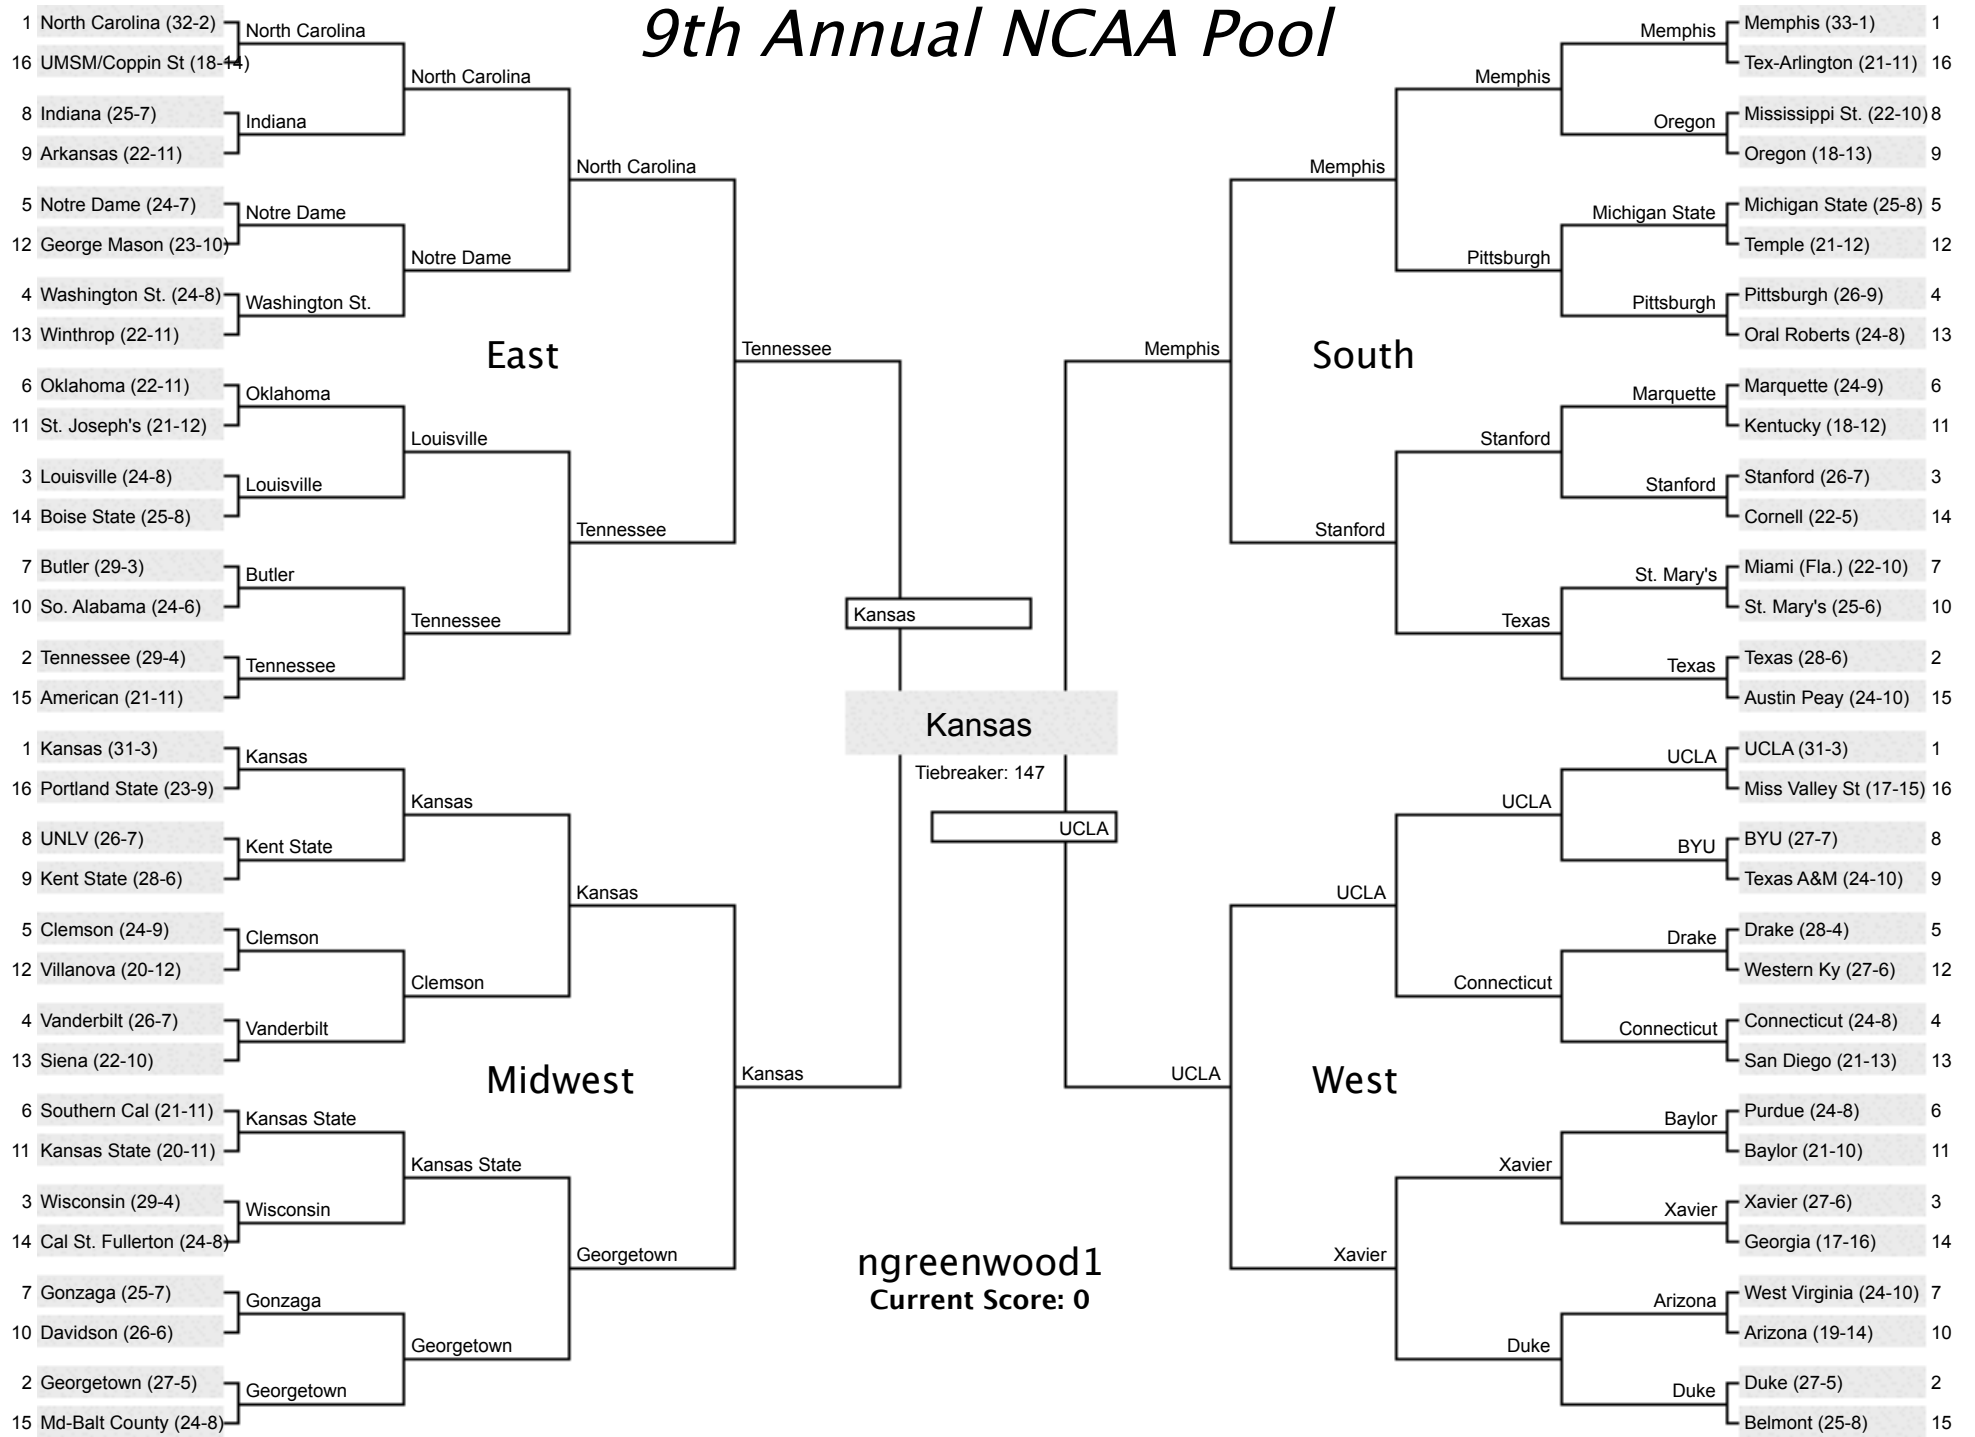 9th Annual NCAA Pool
1 North Carolina (32-2)
16 UMSM/Coppin St (18-14)
8 Indiana (25-7)
9 Arkansas (22-11)
5 Notre Dame (24-7)
12 George Mason (23-10)
4 Washington St. (24-8)
13 Winthrop (22-11)
6 Oklahoma (22-11)
11 St. Joseph's (21-12)
3 Louisville (24-8)
14 Boise State (25-8)
7 Butler (29-3)
10 So. Alabama (24-6)
2 Tennessee (29-4)
15 American (21-11)
North Carolina
Indiana
Notre Dame
Washington St.
Oklahoma
Louisville
Butler
Tennessee
North Carolina
Notre Dame
Louisville
Tennessee
North Carolina
Tennessee
East
Tennessee
1 Kansas (31-3)
16 Portland State (23-9)
8 UNLV (26-7)
9 Kent State (28-6)
5 Clemson (24-9)
12 Villanova (20-12)
4 Vanderbilt (26-7)
13 Siena (22-10)
6 Southern Cal (21-11)
11 Kansas State (20-11)
3 Wisconsin (29-4)
14 Cal St. Fullerton (24-8)
7 Gonzaga (25-7)
10 Davidson (26-6)
2 Georgetown (27-5)
15 Md-Balt County (24-8)
Kansas
Kent State
Clemson
Vanderbilt
Kansas State
Wisconsin
Gonzaga
Georgetown
Kansas
Clemson
Kansas State
Georgetown
Kansas
Georgetown
Midwest
Kansas
Kansas
Kansas
Tiebreaker: 147
UCLA
ngreenwood1
Current Score: 0
Memphis
South
Memphis
Stanford
Memphis
Pittsburgh
Stanford
Texas
Memphis
Oregon
Michigan State
Pittsburgh
Marquette
Stanford
St. Mary's
Texas
Memphis (33-1) 1
Tex-Arlington (21-11) 16
Mississippi St. (22-10) 8
Oregon (18-13) 9
Michigan State (25-8) 5
Temple (21-12) 12
Pittsburgh (26-9) 4
Oral Roberts (24-8) 13
Marquette (24-9) 6
Kentucky (18-12) 11
Stanford (26-7) 3
Cornell (22-5) 14
Miami (Fla.) (22-10) 7
St. Mary's (25-6) 10
Texas (28-6) 2
Austin Peay (24-10) 15
UCLA
West
UCLA
Xavier
UCLA
Connecticut
Xavier
Duke
UCLA
BYU
Drake
Connecticut
Baylor
Xavier
Arizona
Duke
UCLA (31-3) 1
Miss Valley St (17-15) 16
BYU (27-7) 8
Texas A&M (24-10) 9
Drake (28-4) 5
Western Ky (27-6) 12
Connecticut (24-8) 4
San Diego (21-13) 13
Purdue (24-8) 6
Baylor (21-10) 11
Xavier (27-6) 3
Georgia (17-16) 14
West Virginia (24-10) 7
Arizona (19-14) 10
Duke (27-5) 2
Belmont (25-8) 15